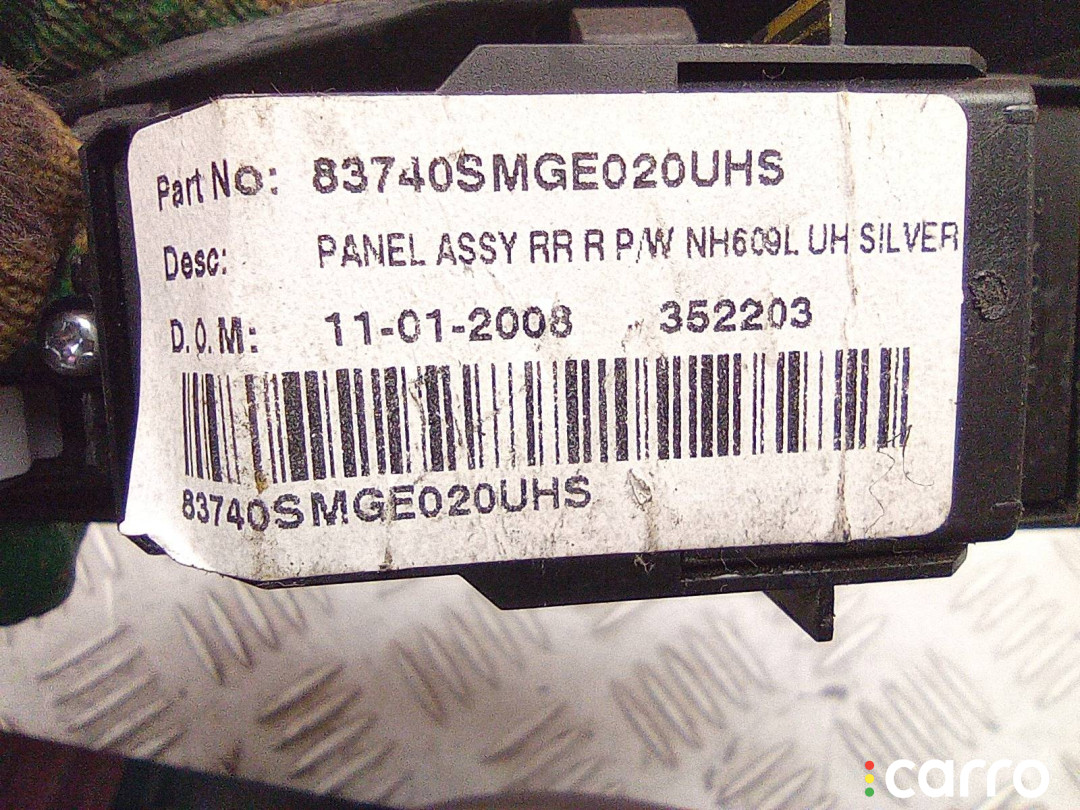 Part No: 83740SMGE020UHS
Desc: PANEL ASSY RR R P/W NH609L UH SILVER
D.O.M: 11-01-2008 352203
83740SMGE020UHS
carro